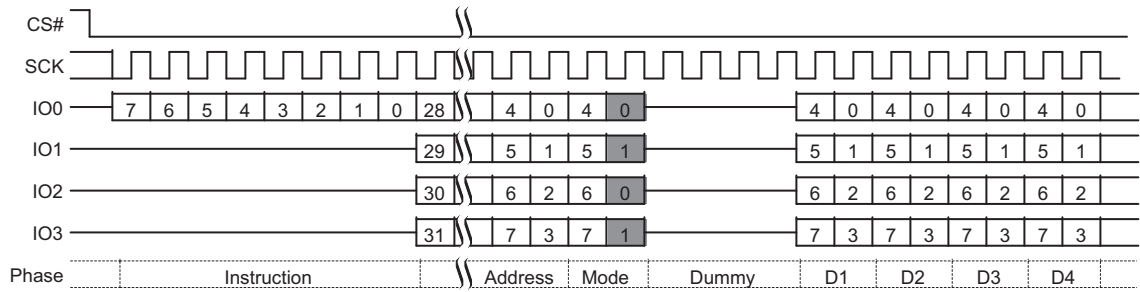 CS#
SCK
IO0 7 6 5 4 3 2 1 0 28 4 0 4 0 4 0 4 0 4 0 4 0
IO1 29 5 1 5 1 5 1 5 1 5 1 5 1
IO2 30 6 2 6 0 6 2 6 2 6 2 6 2
IO3 31 7 3 7 1 7 3 7 3 7 3 7 3
Phase Instruction Address Mode Dummy D1 D2 D3 D4